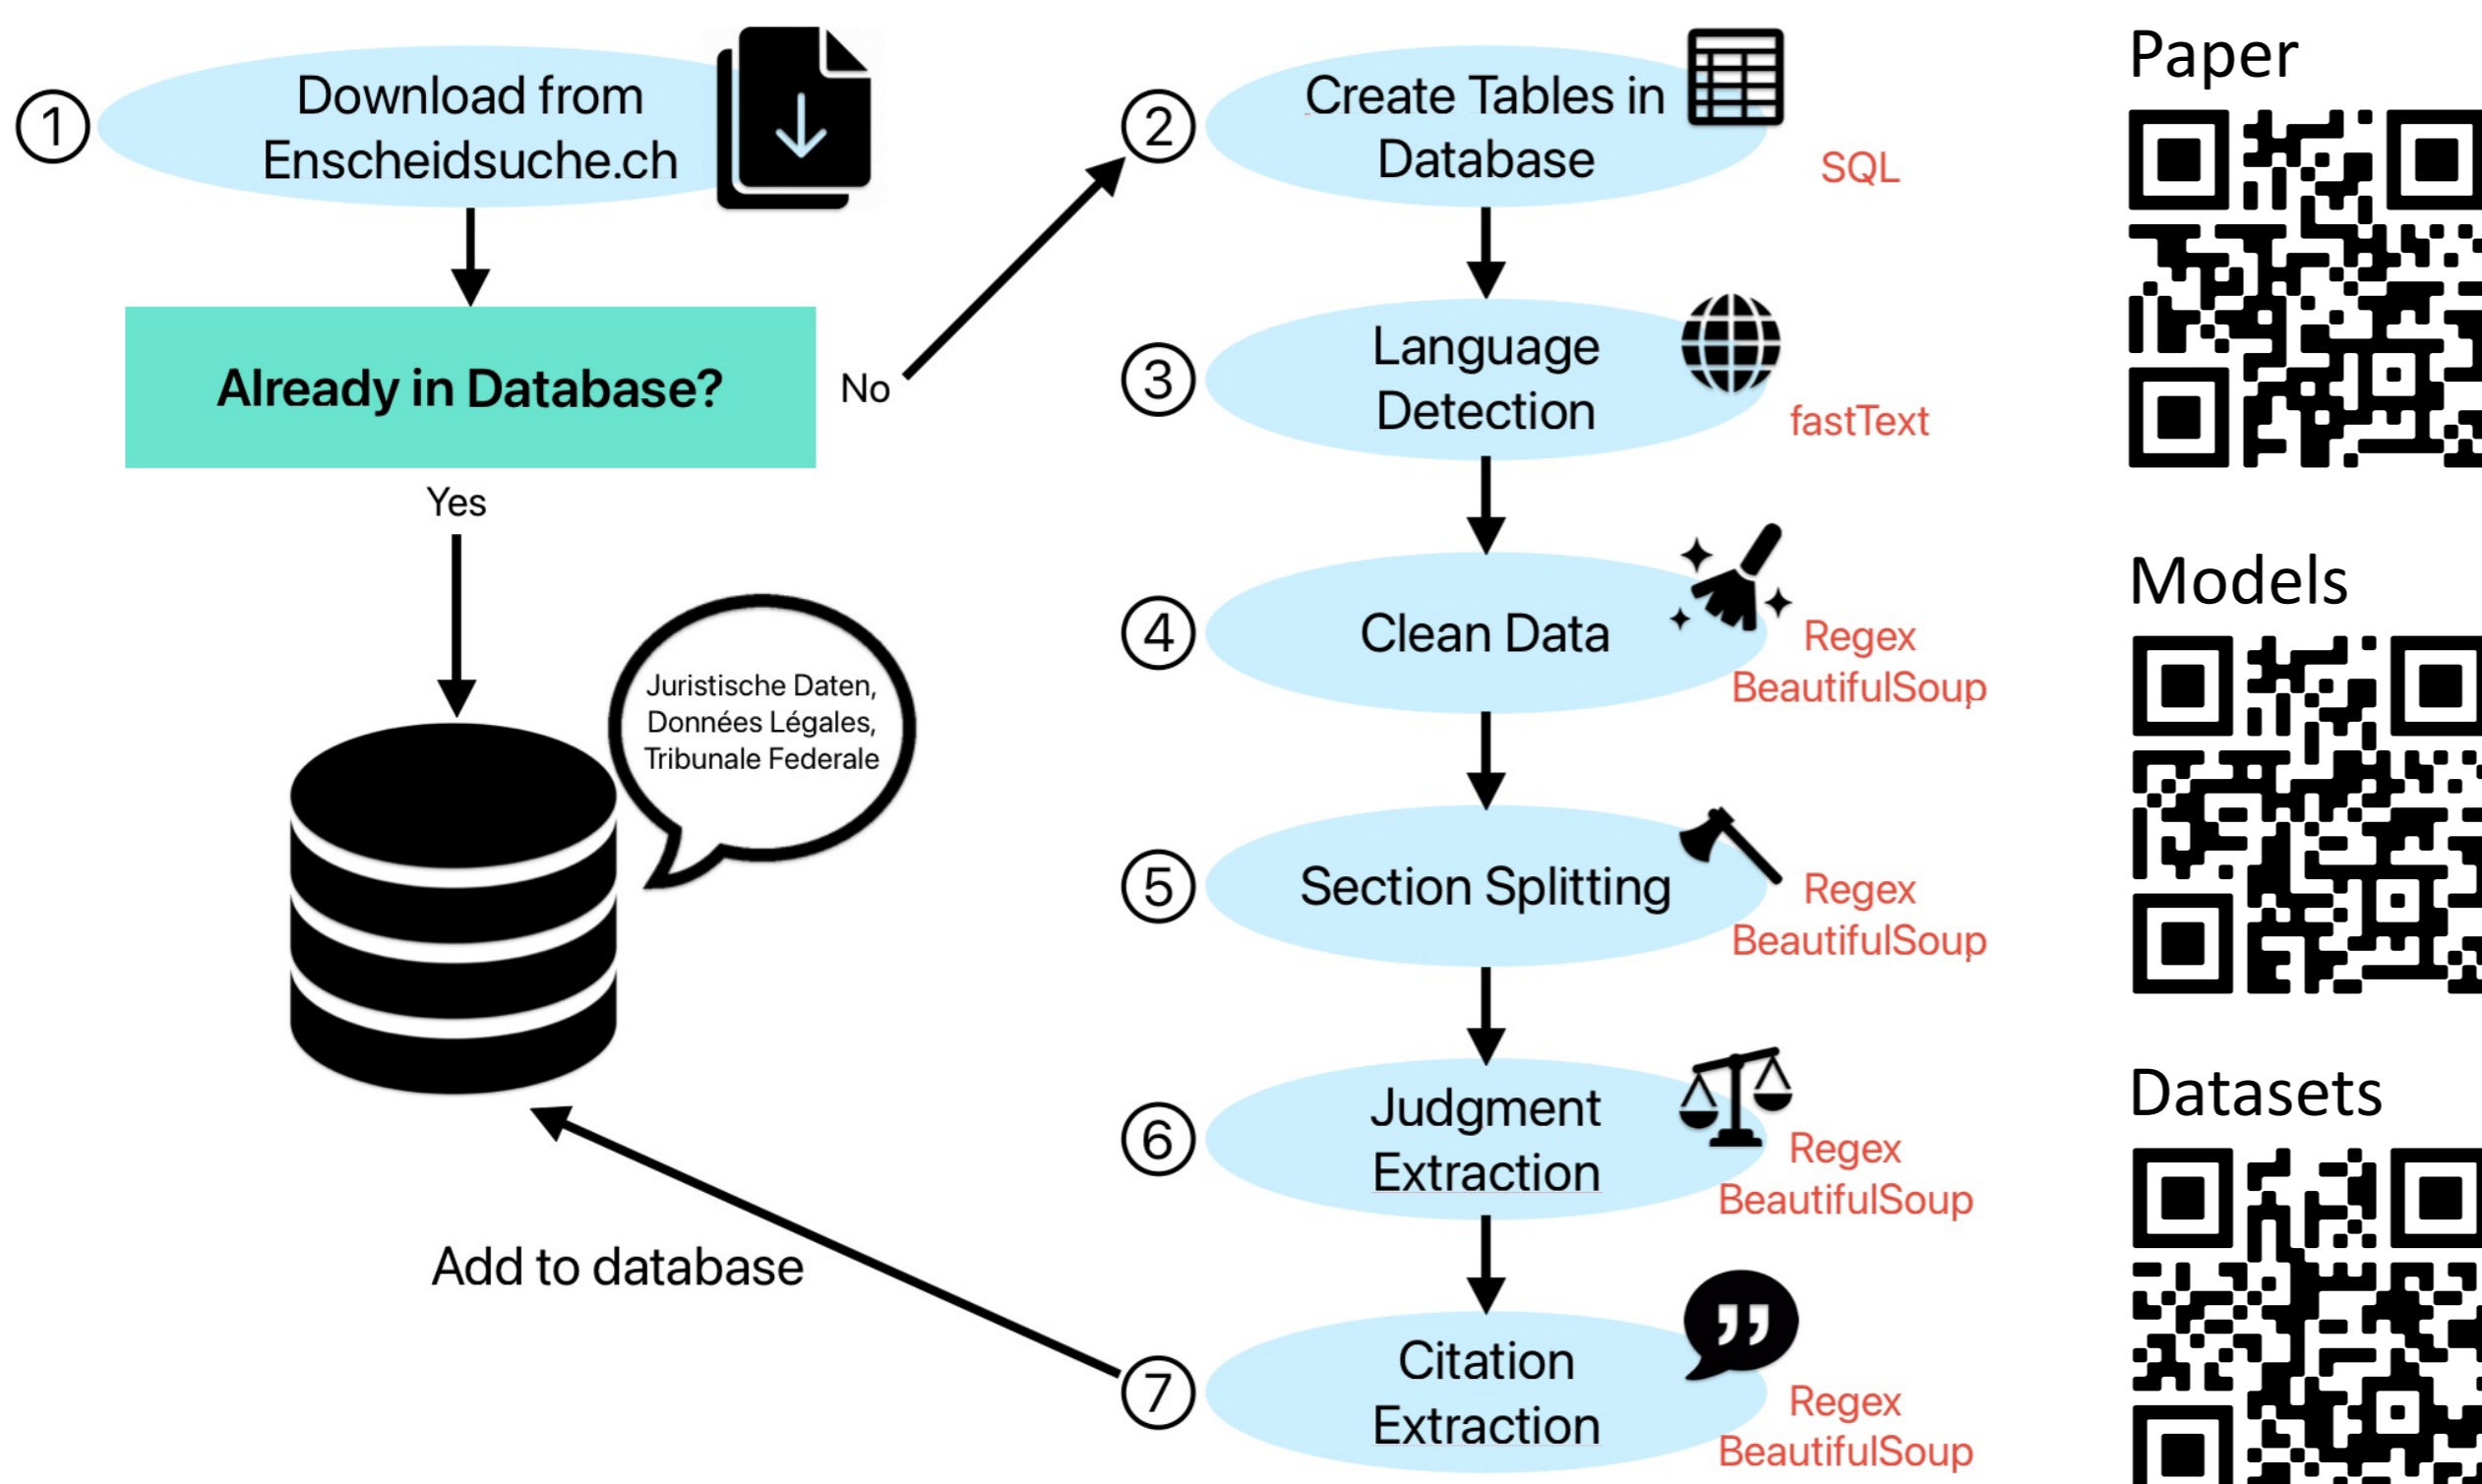 1
Download from
Enscheidsuche.ch
Already in Database?
No
Yes
Juristische Daten,
Données Légales,
Tribunale Federale
Add to database
2
Create Tables in
Database
SQL
3
Language
Detection
fastText
4
Clean Data
Regex
BeautifulSoup
5
Section Splitting
Regex
BeautifulSoup
6
Judgment
Extraction
Regex
BeautifulSoup
7
Citation
Extraction
Regex
BeautifulSoup
Paper
Models
Datasets